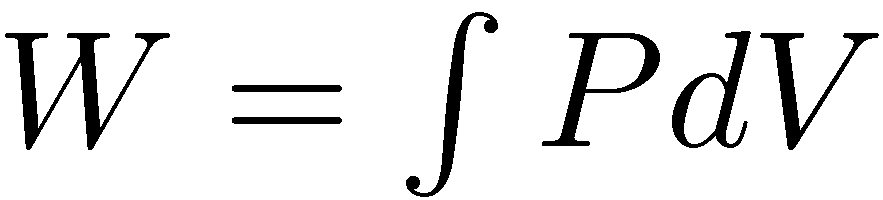 W = ∫ PdV